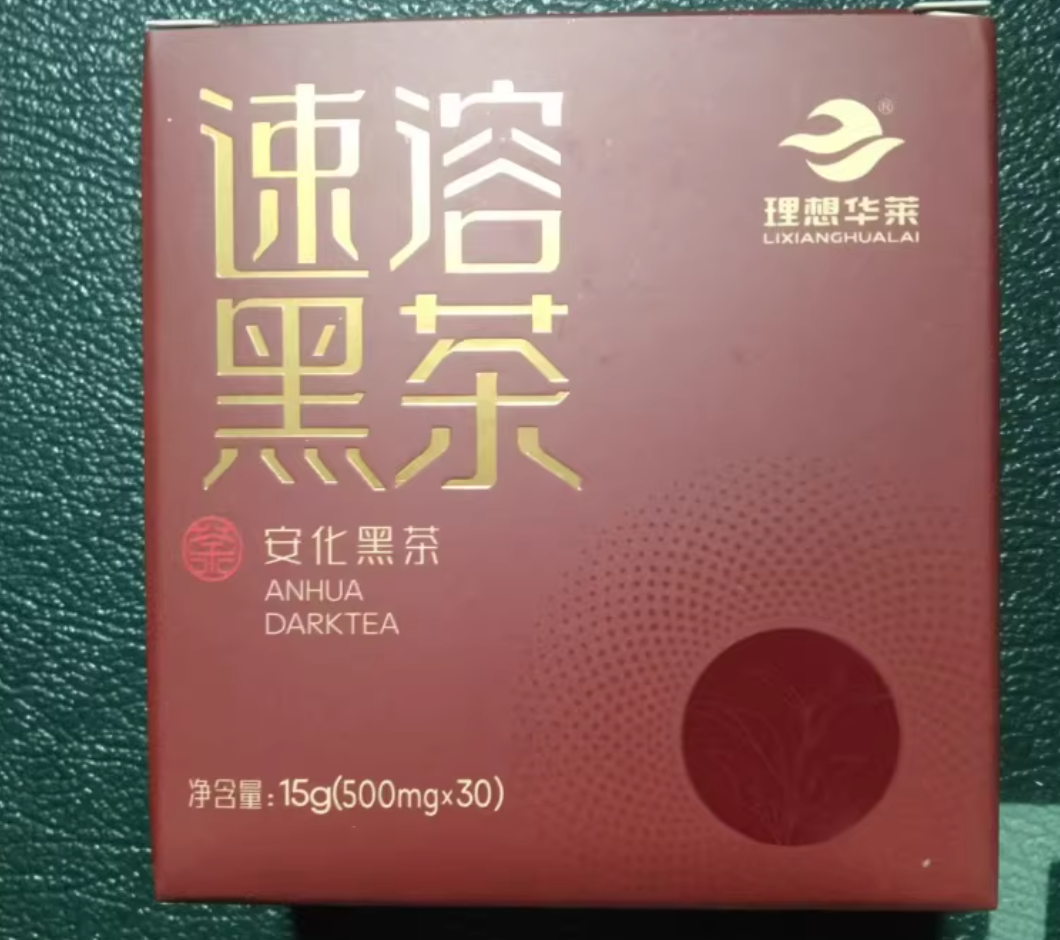 速溶
黑茶
®
理想华莱
LIXIANGHUALAI
安化黑茶
ANHUA
DARKTEA
净含量:15g(500mg×30)